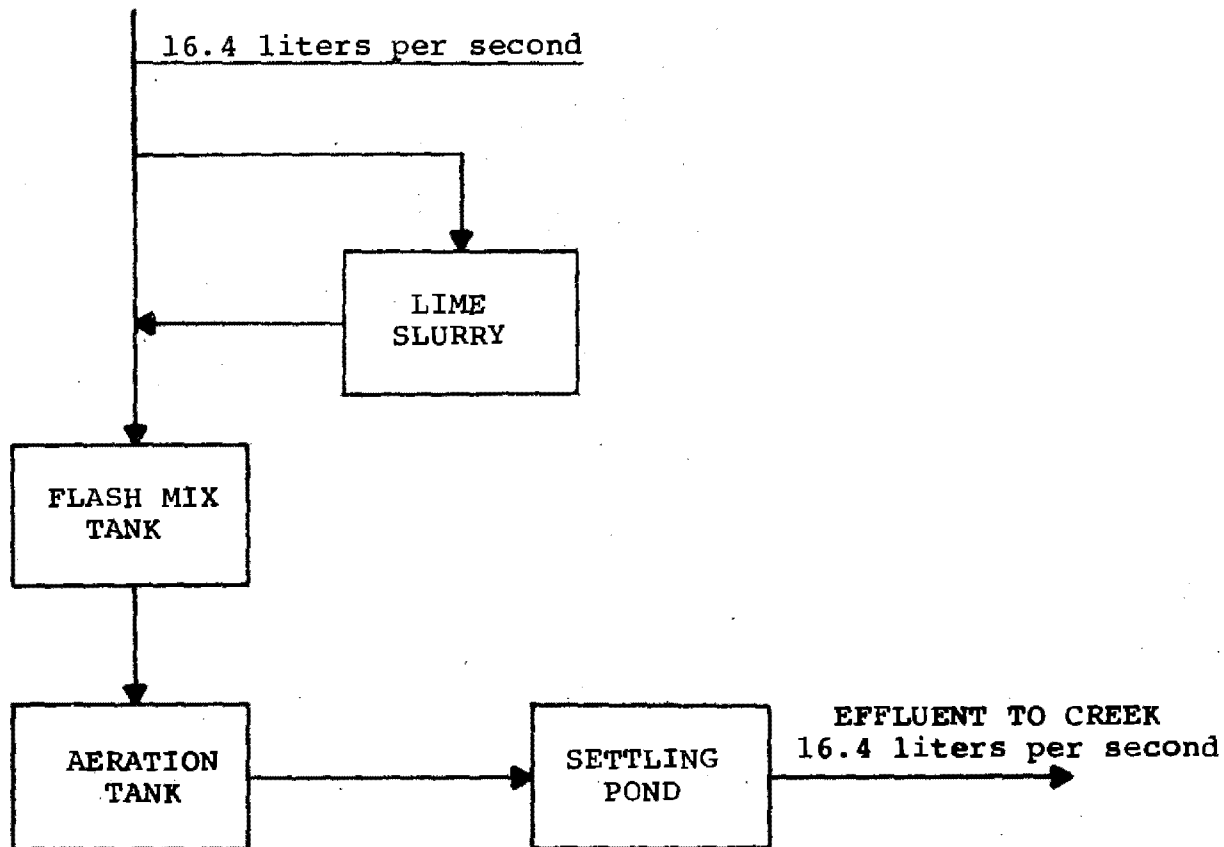 16.4 liters per second
LIME
SLURRY
FLASH MIX
TANK
AERATION
TANK
SETTLING
POND
EFFLUENT TO CREEK
16.4 liters per second